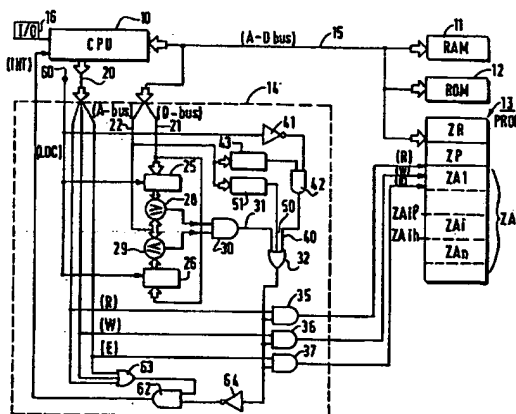 16
I/O
10
CPU
15
(A-D bus)
11
RAM
12
ROM
13
PROM
(INT)
20
60
(A-bus)
22
(D-bus)
21
14
(LOC)
41
43
42
51
25
28
50
31
40
29
30
32
26
ZR
ZP
ZA1
ZAiℓ
ZAi
ZAih
ZAn
ZA
(R)
(W)
(E)
(R)
35
(W)
36
(E)
37
63
62
64